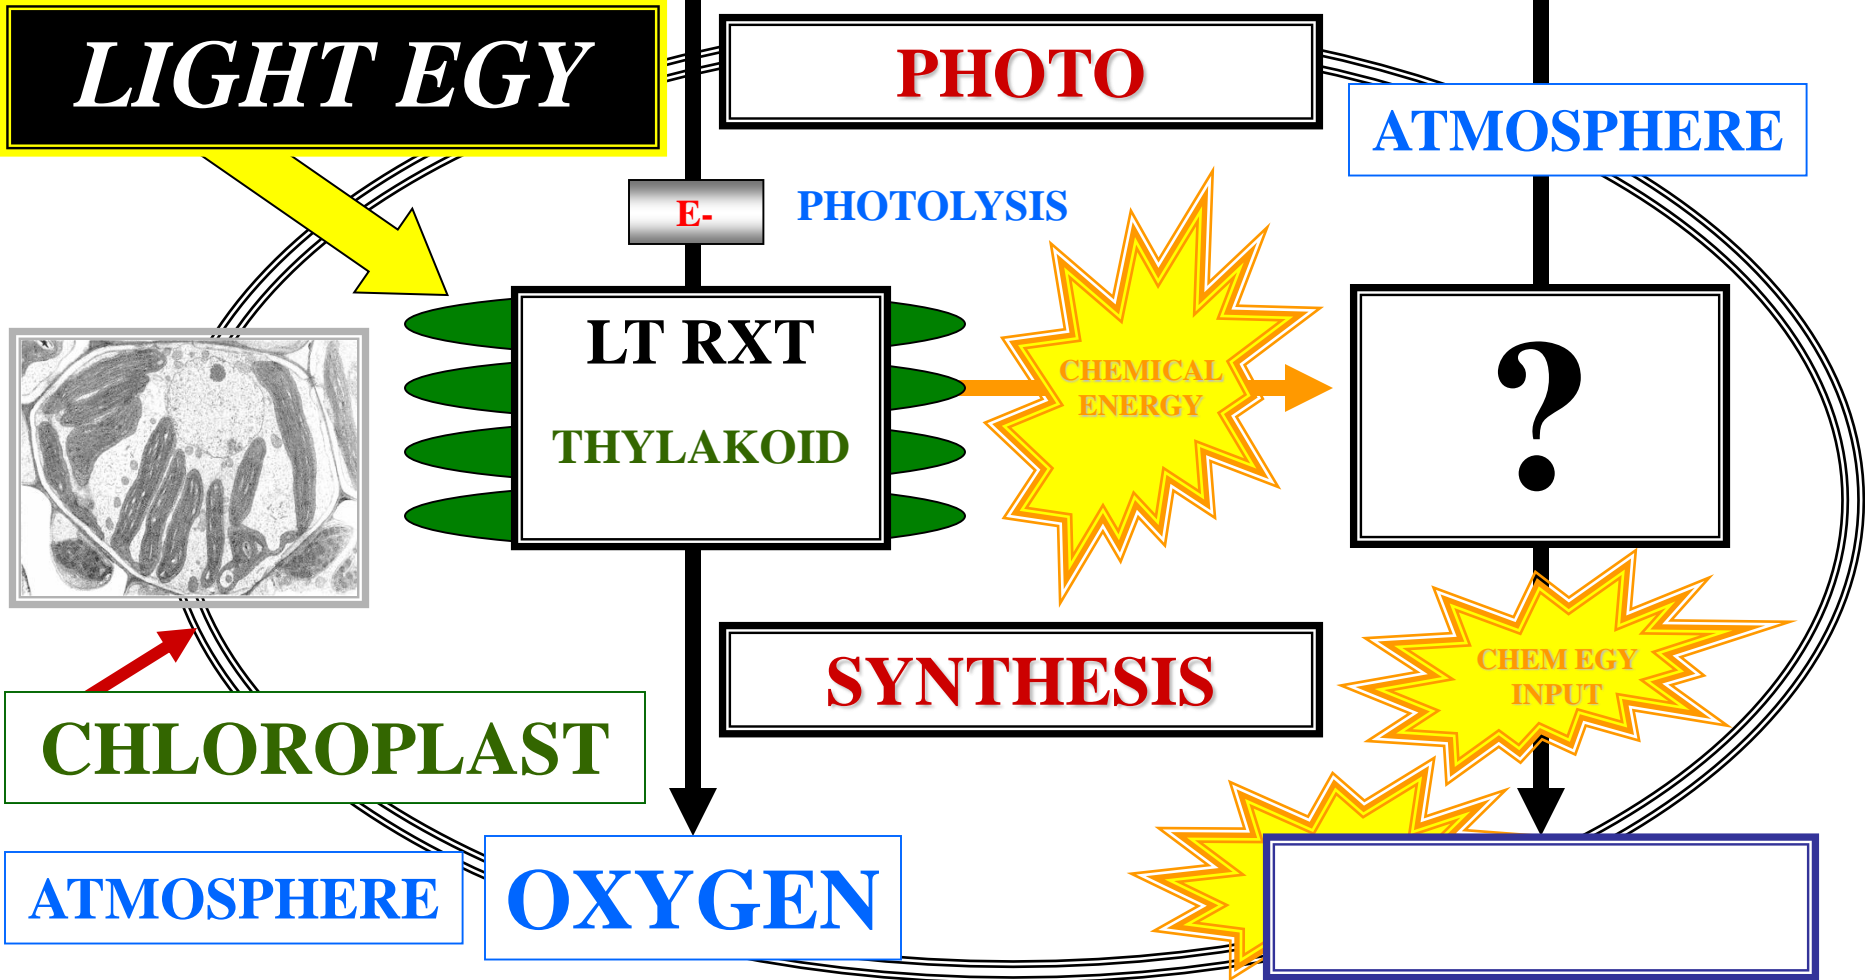 LIGHT EGY
PHOTO
ATMOSPHERE
E-
PHOTOLYSIS
LT RXT
THYLAKOID
CHEMICAL
ENERGY
?
SYNTHESIS
CHEM EGY
INPUT
CHLOROPLAST
ATMOSPHERE
OXYGEN